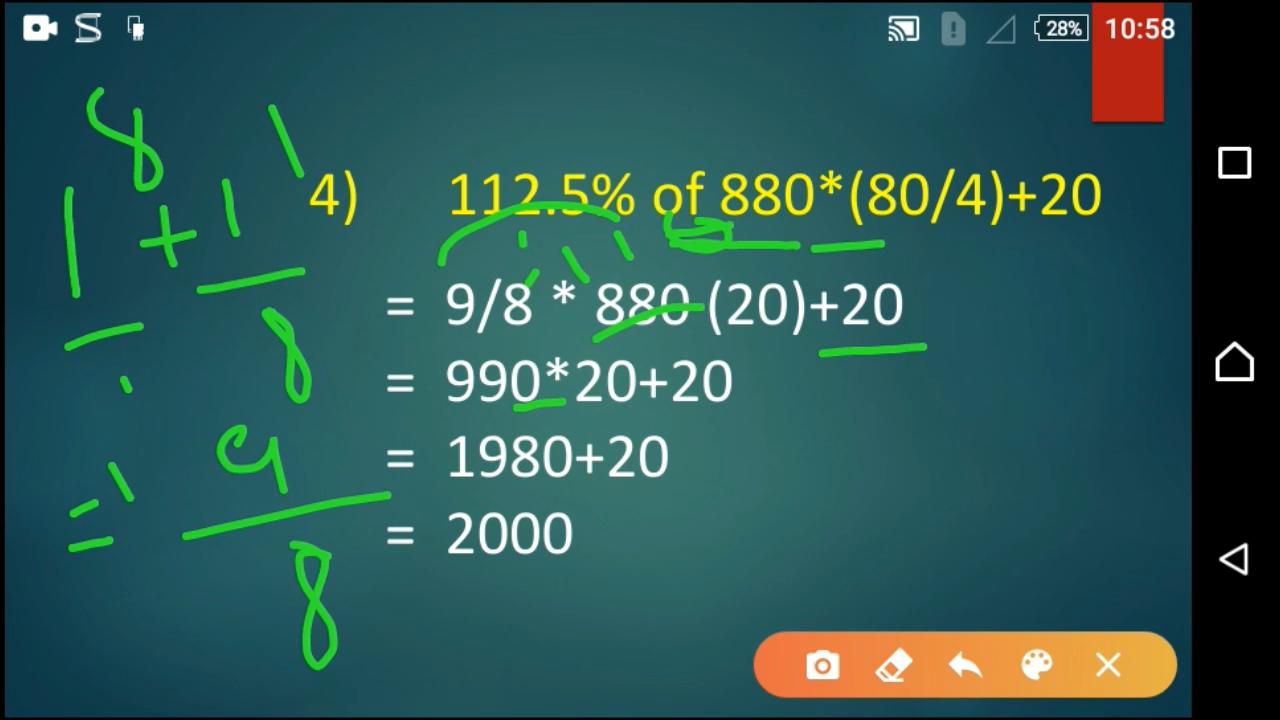 28% 10:58
4) 112.5% of 880*(80/4)+20
= 9/8 * 880 (20)+20
= 990*20+20
= 1980+20
= 2000
8
1 + 1
8
= 9
8